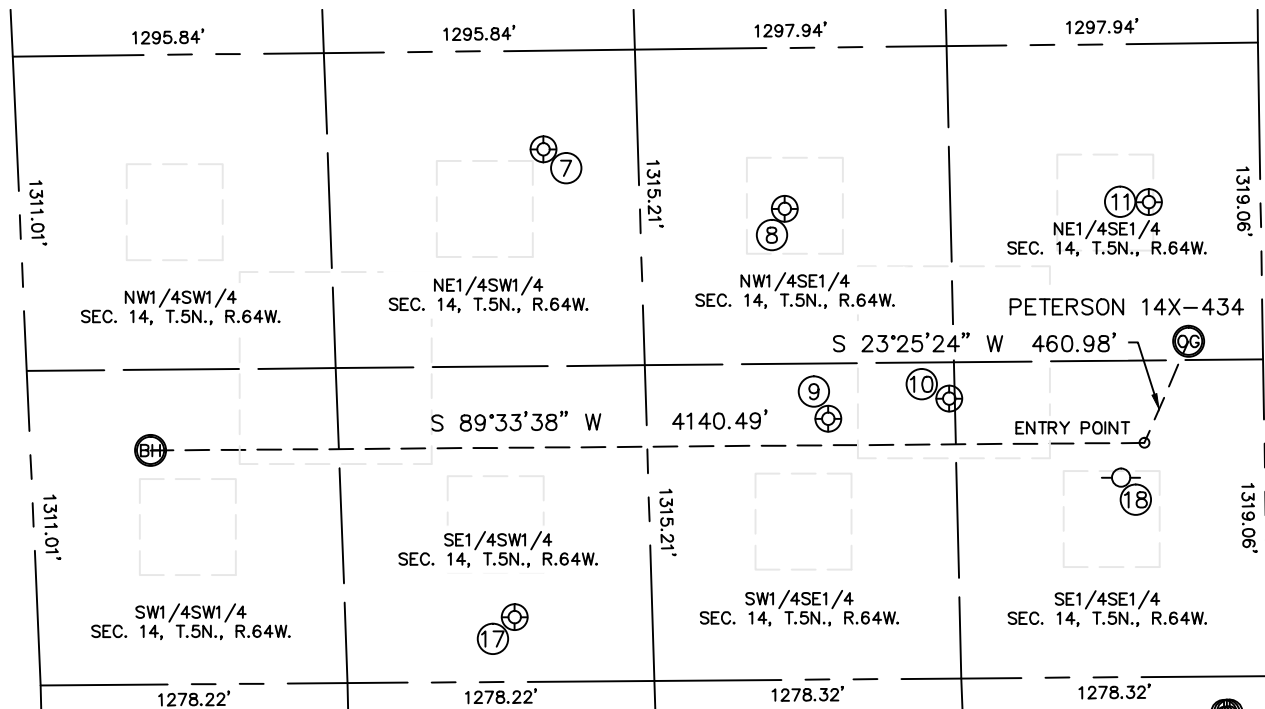 1295.84'
1295.84'
1297.94'
1297.94'
1311.01'
7
1315.21'
8
11
1319.06'
NE1/4SE1/4
SEC. 14, T.5N., R.64W.
NW1/4SW1/4
SEC. 14, T.5N., R.64W.
NE1/4SW1/4
SEC. 14, T.5N., R.64W.
NW1/4SE1/4
SEC. 14, T.5N., R.64W.
PETERSON 14X-434
S 23°25'24" W 460.98'
OG
9
10
S 89°33'38" W 4140.49'
ENTRY POINT
BH
1311.01'
1315.21'
18
1319.06'
SE1/4SW1/4
SEC. 14, T.5N., R.64W.
SW1/4SW1/4
SEC. 14, T.5N., R.64W.
17
SW1/4SE1/4
SEC. 14, T.5N., R.64W.
SE1/4SE1/4
SEC. 14, T.5N., R.64W.
1278.22'
1278.22'
1278.32'
1278.32'